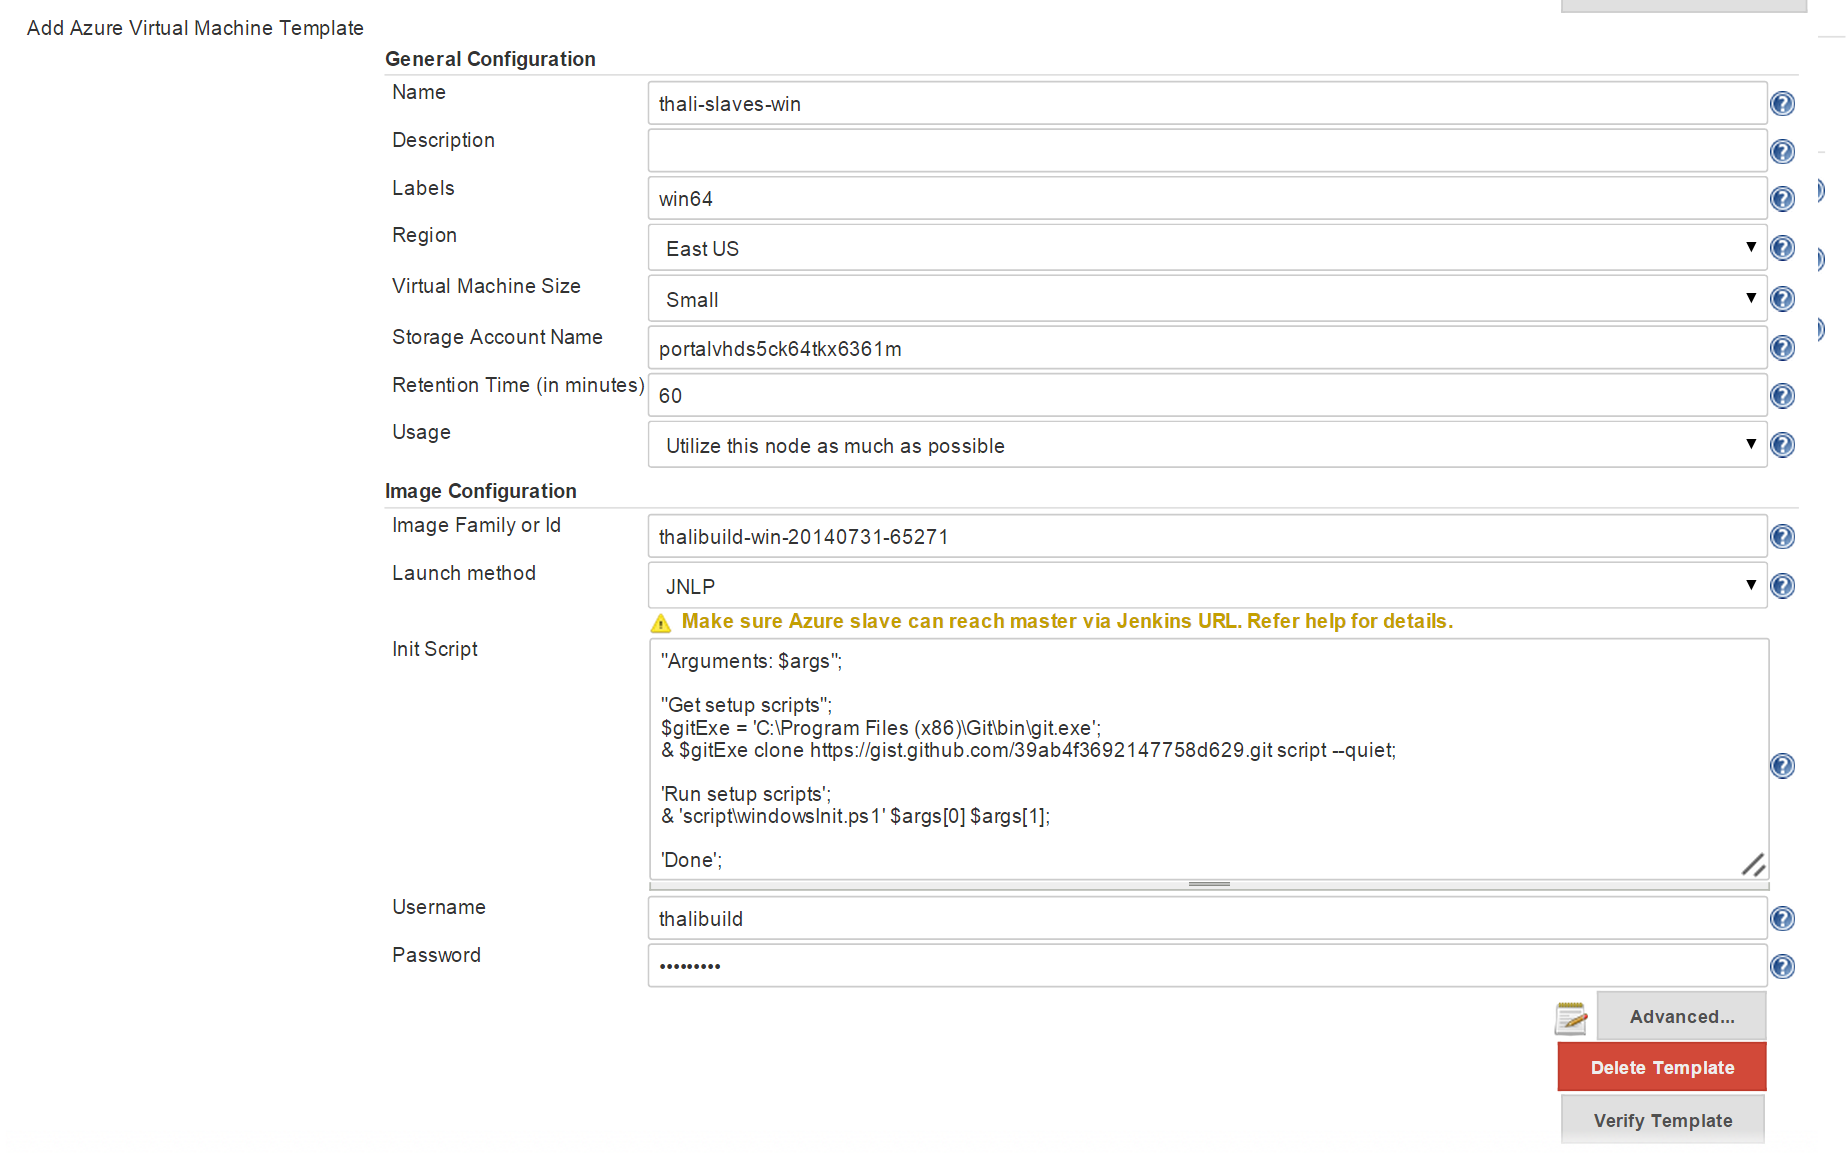 Add Azure Virtual Machine Template
General Configuration
Name
thali-slaves-win
Description
Labels
win64
Region
East US
Virtual Machine Size
Small
Storage Account Name
portalvhds5ck64tkx6361m
Retention Time (in minutes)
60
Usage
Utilize this node as much as possible
Image Configuration
Image Family or Id
thalibuild-win-20140731-65271
Launch method
JNLP
Make sure Azure slave can reach master via Jenkins URL. Refer help for details.
Init Script
"Arguments: $args";
"Get setup scripts";
$gitExe = 'C:\Program Files (x86)\Git\bin\git.exe';
& $gitExe clone https://gist.github.com/39ab4f3692147758d629.git script --quiet;
'Run setup scripts';
& 'script\windowsInit.ps1' $args[0] $args[1];
'Done';
Username
thalibuild
Password
•••••••••
Advanced...
Delete Template
Verify Template